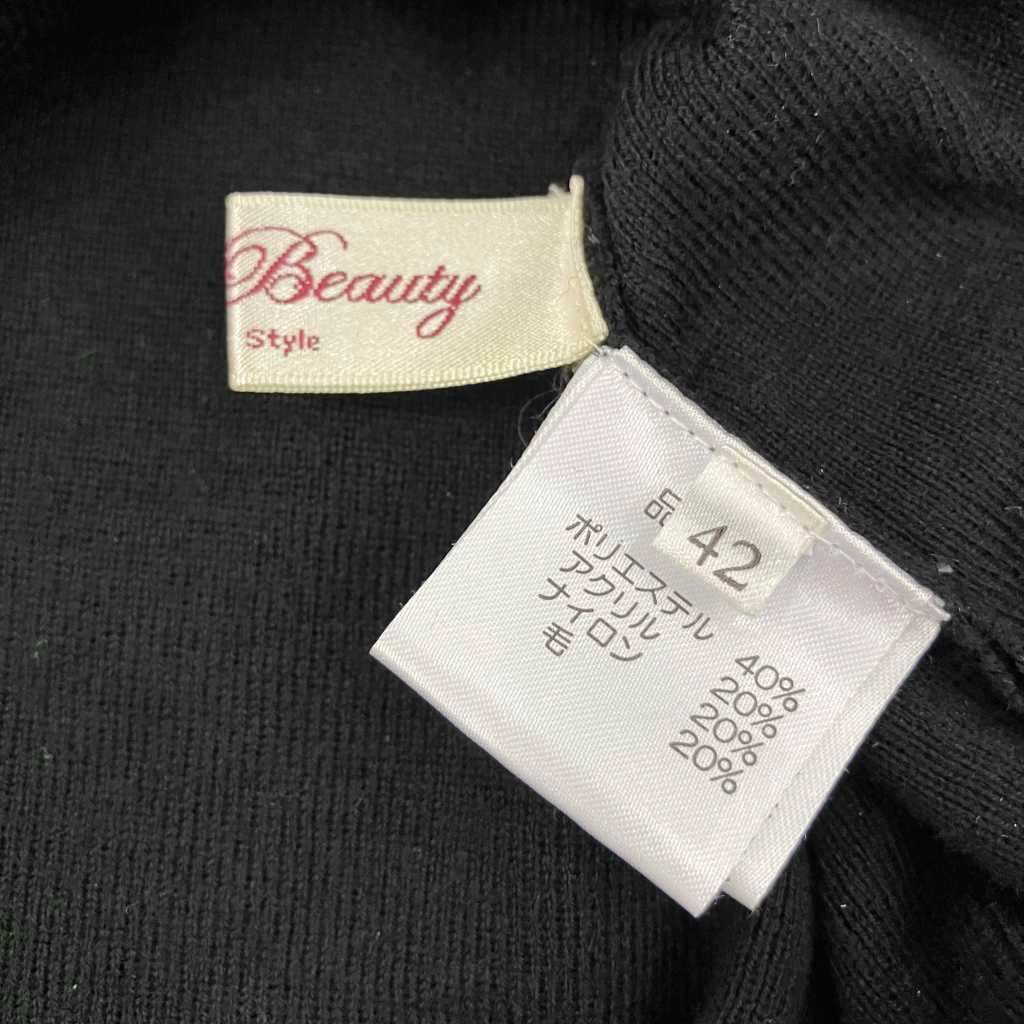 Beauty
Style
品
42
ポリエステル 40%
アクリル 20%
ナイロン 20%
毛 20%